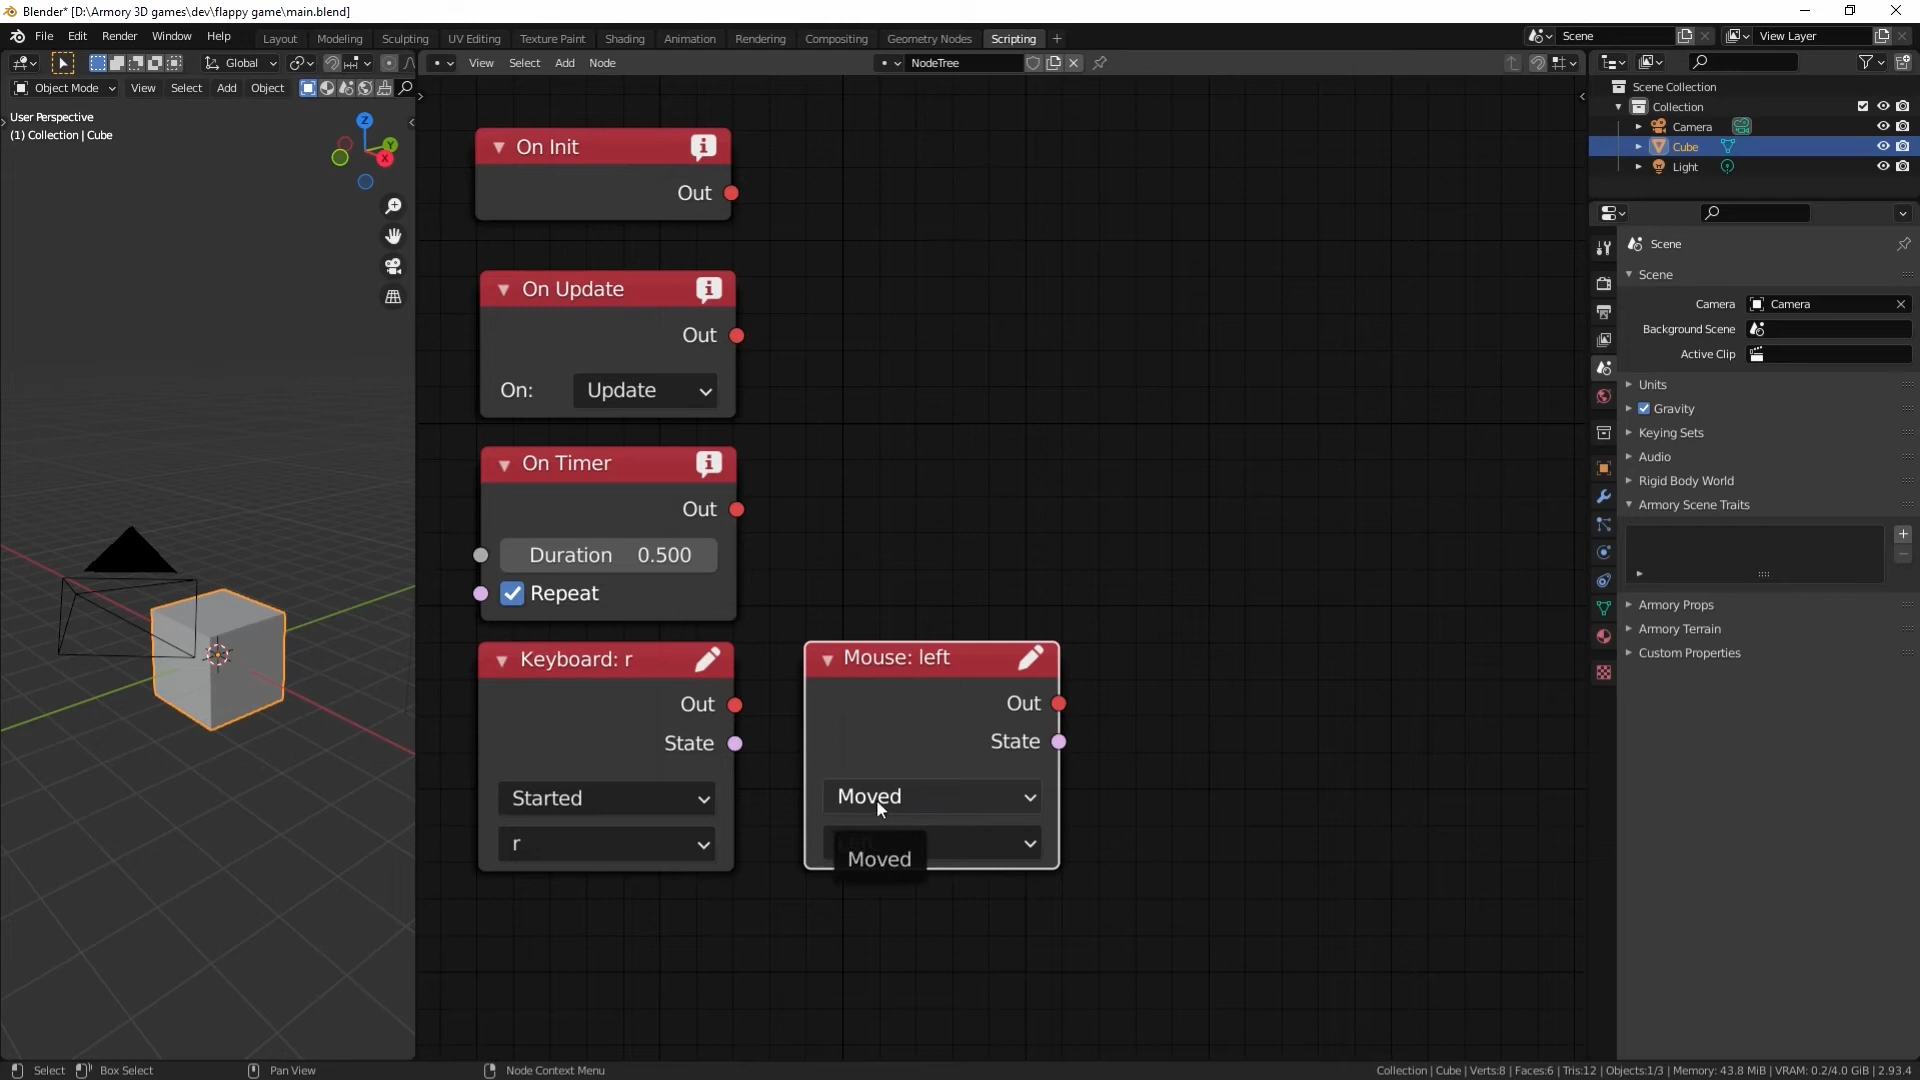 Blender* [D:\Armory 3D games\dev\flappy game\main.blend]
File Edit Render Window Help
Layout Modeling Sculpting UV Editing Texture Paint Shading Animation Rendering Compositing Geometry Nodes Scripting +
Scene
View Layer
Global
View Select Add Node
NodeTree
Object Mode View Select Add Object
User Perspective
(1) Collection | Cube
Z
Y
X
On Init
Out
On Update
Out
On: Update
On Timer
Out
Duration 0.500
Repeat
Keyboard: r
Out
State
Started
r
Mouse: left
Out
State
Moved
Moved
Scene Collection
Collection
Camera
Cube
Light
Scene
Scene
Camera Camera
Background Scene
Active Clip
Units
Gravity
Keying Sets
Audio
Rigid Body World
Armory Scene Traits
Armory Props
Armory Terrain
Custom Properties
Select Box Select Pan View Node Context Menu
Collection | Cube | Verts:8 | Faces:6 | Tris:12 | Objects:1/3 | Memory: 43.8 MiB | VRAM: 0.2/4.0 GiB | 2.93.4